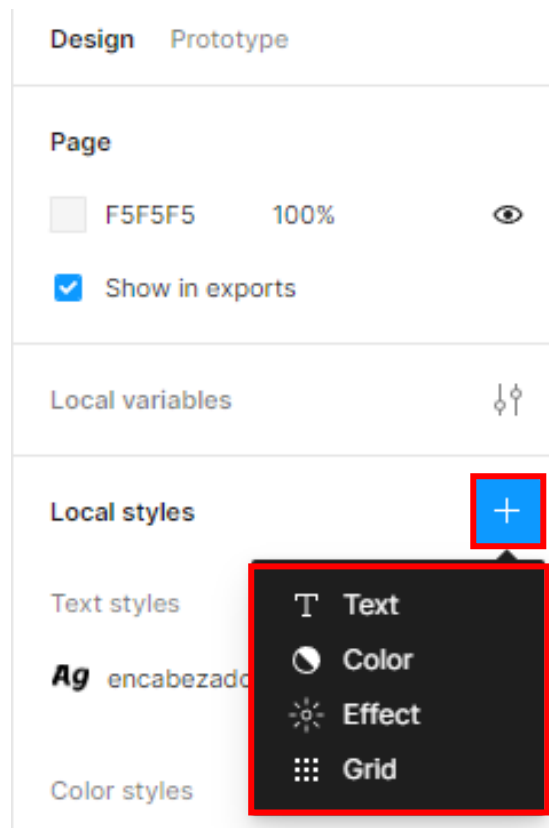 Design Prototype
Page
F5F5F5 100%
Show in exports
Local variables
Local styles
Text styles
T Text
Color
Ag encabezado
Effect
Grid
Color styles